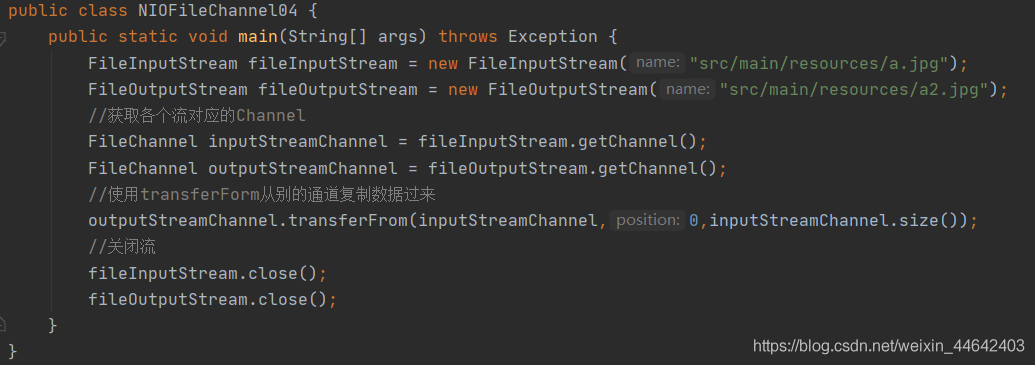 public class NIOFileChannel04 {
    public static void main(String[] args) throws Exception {
        FileInputStream fileInputStream = new FileInputStream( name: "src/main/resources/a.jpg");
        FileOutputStream fileOutputStream = new FileOutputStream( name: "src/main/resources/a2.jpg");
        //获取各个流对应的Channel
        FileChannel inputStreamChannel = fileInputStream.getChannel();
        FileChannel outputStreamChannel = fileOutputStream.getChannel();
        //使用transferForm从别的通道复制数据过来
        outputStreamChannel.transferFrom(inputStreamChannel, position: 0,inputStreamChannel.size());
        //关闭流
        fileInputStream.close();
        fileOutputStream.close();
    }
}
https://blog.csdn.net/weixin_44642403